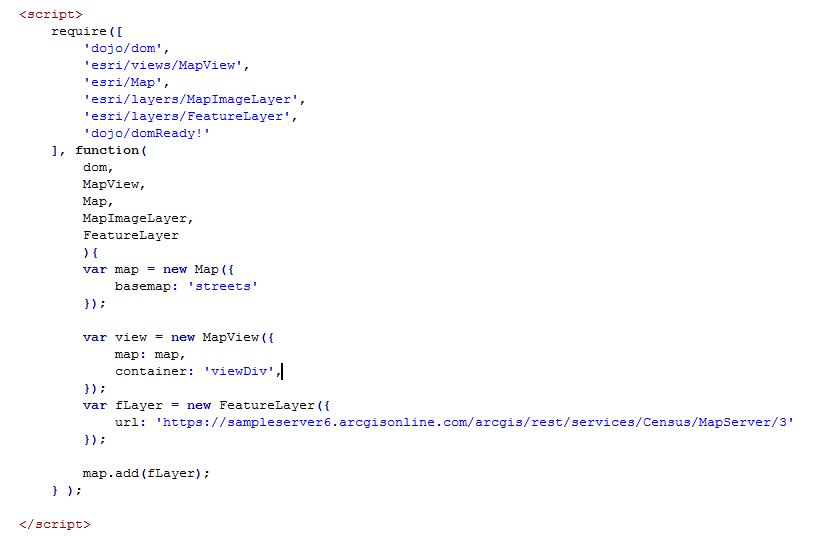 <script>
require([
'dojo/dom',
'esri/views/MapView',
'esri/Map',
'esri/layers/MapImageLayer',
'esri/layers/FeatureLayer',
'dojo/domReady!'
], function(
dom,
MapView,
Map,
MapImageLayer,
FeatureLayer
){
var map = new Map({
basemap: 'streets'
});
var view = new MapView({
map: map,
container: 'viewDiv',
});
var fLayer = new FeatureLayer({
url: 'https://sampleserver6.arcgisonline.com/arcgis/rest/services/Census/MapServer/3'
});
map.add(fLayer);
} );
</script>